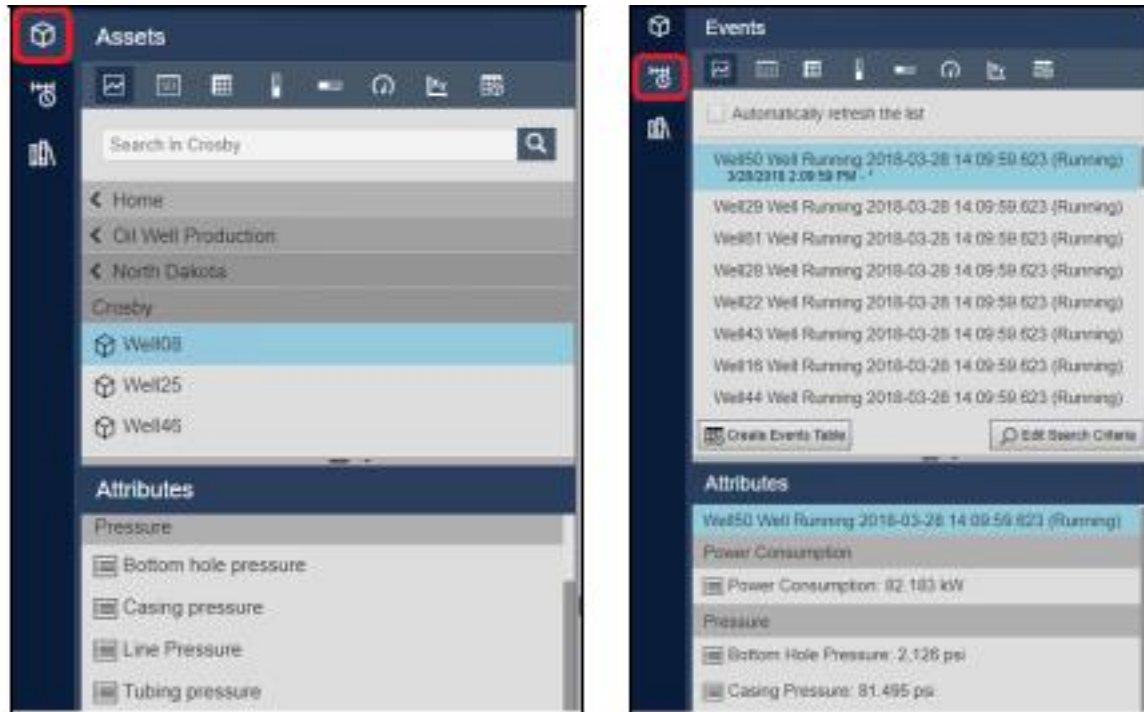 Assets
Search in Crosby
Home
Oil Well Production
North Dakota
Crosby
Well08
Well25
Well46
Attributes
Pressure
Bottom hole pressure
Casing pressure
Line Pressure
Tubing pressure
Events
Automatically refresh the list
Well50 Well Running 2018-03-28 14:09:59.623 (Running)
3/28/2018 2:09:59 PM - *
Well29 Well Running 2018-03-28 14:09:59.623 (Running)
Well61 Well Running 2018-03-28 14:09:59.623 (Running)
Well28 Well Running 2018-03-28 14:09:59.623 (Running)
Well22 Well Running 2018-03-28 14:09:59.623 (Running)
Well43 Well Running 2018-03-28 14:09:59.623 (Running)
Well16 Well Running 2018-03-28 14:09:59.623 (Running)
Well44 Well Running 2018-03-28 14:09:59.623 (Running)
Create Events Table
Edit Search Criteria
Attributes
Well50 Well Running 2018-03-28 14:09:59.623 (Running)
Power Consumption
Power Consumption: 82.183 kW
Pressure
Bottom Hole Pressure: 2,126 psi
Casing Pressure: 81.495 psi